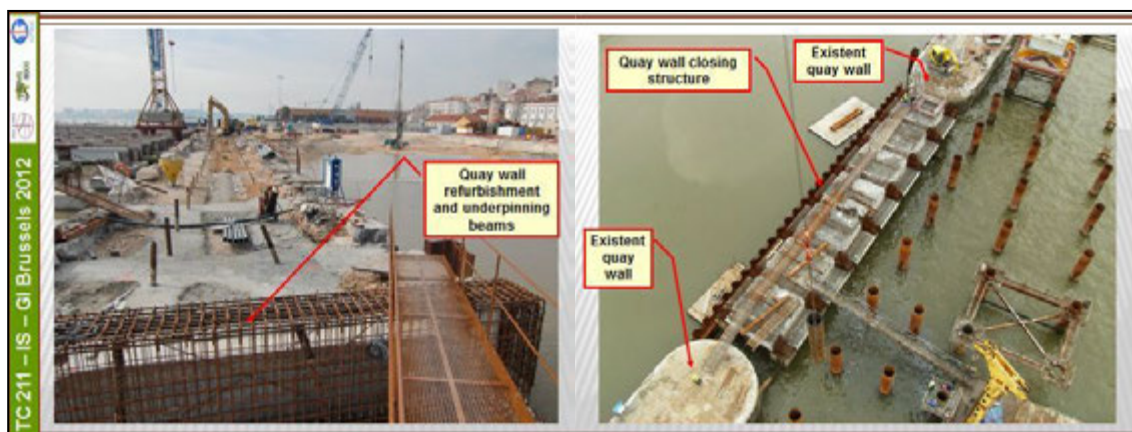 TC 211 – IS – GI Brussels 2012
Quay wall
refurbishment
and underpinning
beams
Quay wall closing
structure
Existent
quay wall
Existent
quay
wall